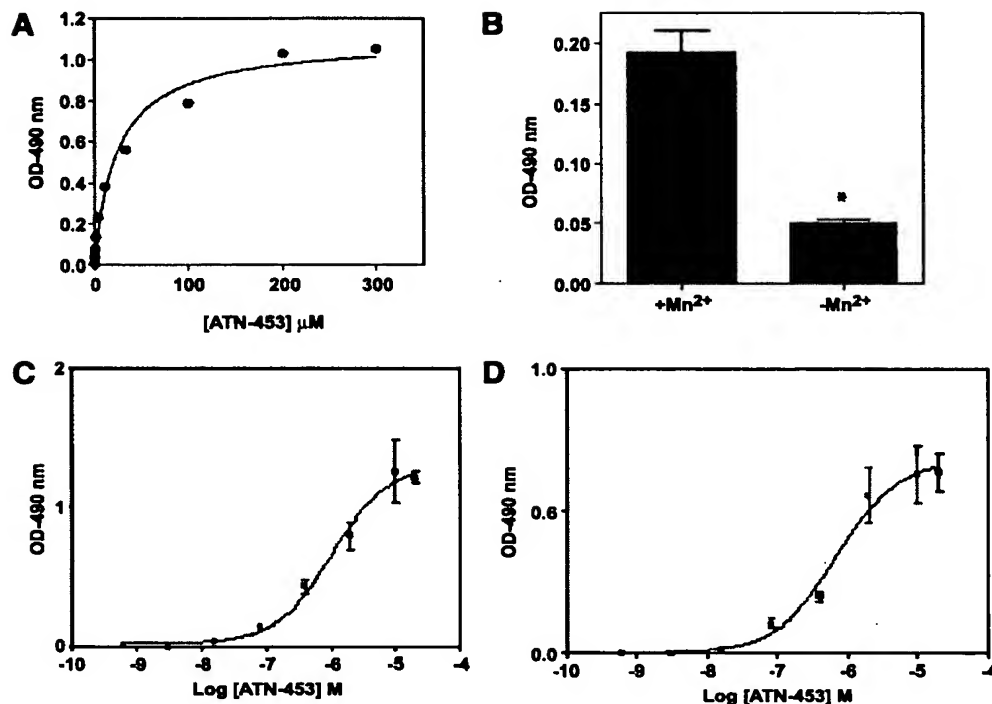 A
OD-490 nm
1.2
1.0
0.8
0.6
0.4
0.2
0.0
0
100
200
300
[ATN-453] µM
B
OD-490 nm
0.20
0.15
0.10
0.05
0.00
*
+Mn2+
-Mn2+
C
OD-490 nm
2
1
0
-10
-9
-8
-7
-6
-5
-4
Log [ATN-453] M
D
OD-490 nm
1.0
0.6
0.0
-10
-9
-8
-7
-6
-5
-4
Log [ATN-453] M